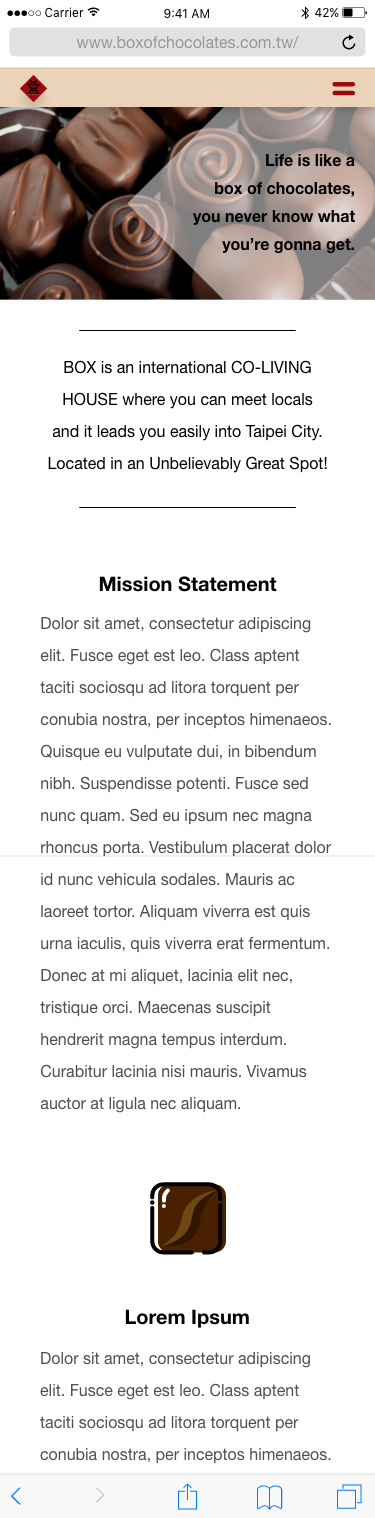 Carrier
9:41 AM
42%
www.boxofchocolates.com.tw/
Life is like a
box of chocolates,
you never know what
you’re gonna get.
BOX is an international CO-LIVING
HOUSE where you can meet locals
and it leads you easily into Taipei City.
Located in an Unbelievably Great Spot!
Mission Statement
Dolor sit amet, consectetur adipiscing
elit. Fusce eget est leo. Class aptent
taciti sociosqu ad litora torquent per
conubia nostra, per inceptos himenaeos.
Quisque eu vulputate dui, in bibendum
nibh. Suspendisse potenti. Fusce sed
nunc quam. Sed eu ipsum nec magna
rhoncus porta. Vestibulum placerat dolor
id nunc vehicula sodales. Mauris ac
laoreet tortor. Aliquam viverra est quis
urna iaculis, quis viverra erat fermentum.
Donec at mi aliquet, lacinia elit nec,
tristique orci. Maecenas suscipit
hendrerit magna tempus interdum.
Curabitur lacinia nisi mauris. Vivamus
auctor at ligula nec aliquam.
Lorem Ipsum
Dolor sit amet, consectetur adipiscing
elit. Fusce eget est leo. Class aptent
taciti sociosqu ad litora torquent per
conubia nostra, per inceptos himenaeos.